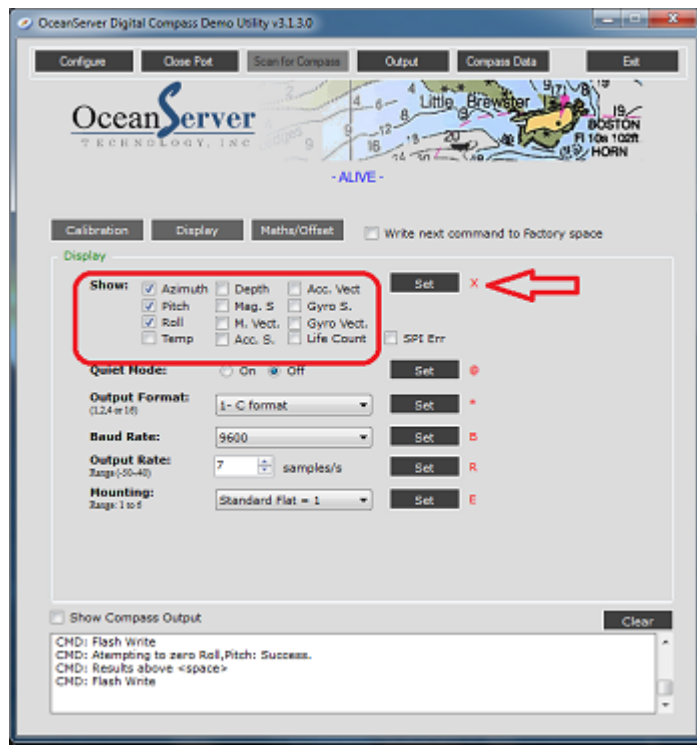 OceanServer Digital Compass Demo Utility v3.1.3.0
Configure Close Port Scan for Compass Output Compass Data Exit
OceanServer
TECHNOLOGY, INC
Little Brewster I
BOSTON
Fl 10s 102ft
HORN
- ALIVE -
Calibration Display Maths/Offset Write next command to Factory space
Display
Show: Azimuth Depth Acc. Vect Set X
Pitch Mag. S Gyro S.
Roll M. Vect. Gyro Vect.
Temp Acc. S. Life Count SPI Err
Quiet Mode: On Off Set @
Output Format: 1- C format Set *
(1,2,4 or 16)
Baud Rate: 9600 Set B
Output Rate: 7 samples/s Set R
Range (-50-40)
Mounting: Standard Flat = 1 Set E
Range: 1 to 6
Show Compass Output Clear
CMD: Flash Write
CMD: Atempting to zero Roll,Pitch: Success.
CMD: Results above <space>
CMD: Flash Write